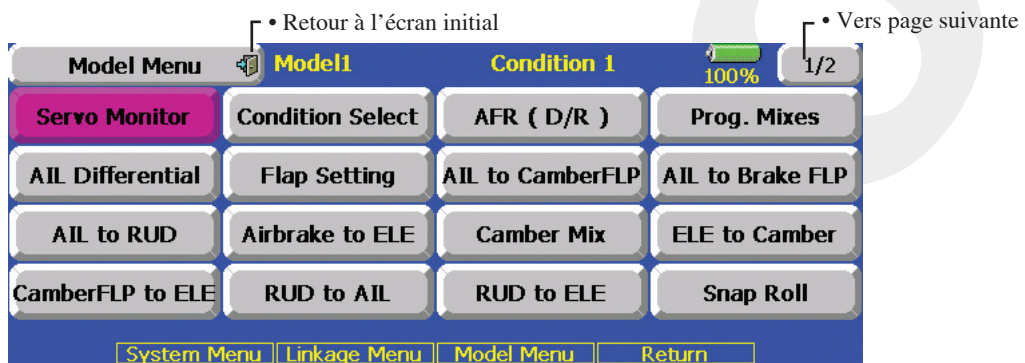 • Retour à l'écran initial
• Vers page suivante
Model Menu
Model1
Condition 1
100%
1/2
Servo Monitor
Condition Select
AFR ( D/R )
Prog. Mixes
AIL Differential
Flap Setting
AIL to CamberFLP
AIL to Brake FLP
AIL to RUD
Airbrake to ELE
Camber Mix
ELE to Camber
CamberFLP to ELE
RUD to AIL
RUD to ELE
Snap Roll
System Menu
Linkage Menu
Model Menu
Return